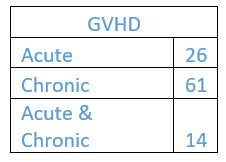 GVHD
Acute 26
Chronic 61
Acute &
Chronic 14